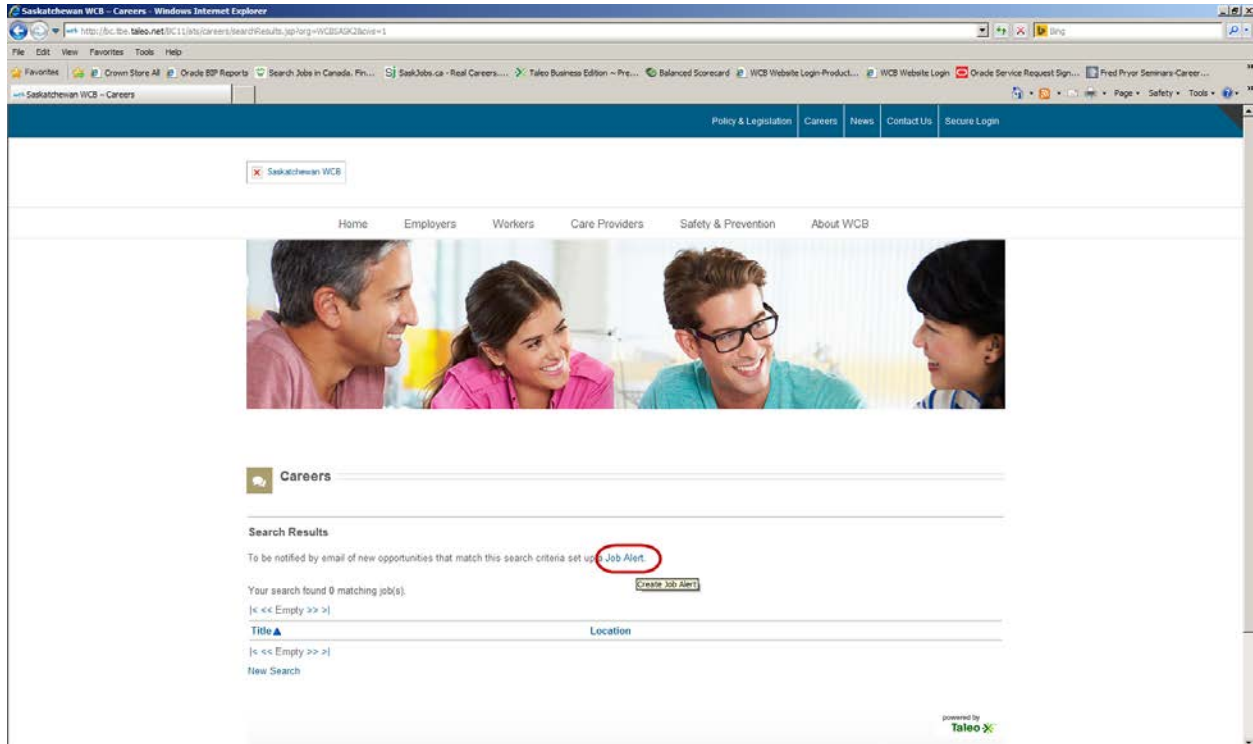 Saskatchewan WCB – Careers - Windows Internet Explorer
Bing
File Edit View Favorites Tools Help
Favorites Crown Store All Oracle EBP Reports Search Jobs in Canada. Fin... Sj SaskJobs.ca - Real Careers.... Taleo Business Edition ~ Pre... Balanced Scorecard WCB Website Login-Product... WCB Website Login Oracle Service Request Sign... Fred Pryor Seminars-Career...
Saskatchewan WCB – Careers Page Safety Tools
Policy & Legislation Careers News Contact Us Secure Login
Saskatchewan WCB
Home Employers Workers Care Providers Safety & Prevention About WCB
Careers
Search Results
To be notified by email of new opportunities that match this search criteria set up a Job Alert
Create Job Alert
Your search found 0 matching job(s).
|< << Empty >> >|
Title Location
|< << Empty >> >|
New Search
powered by
Taleo